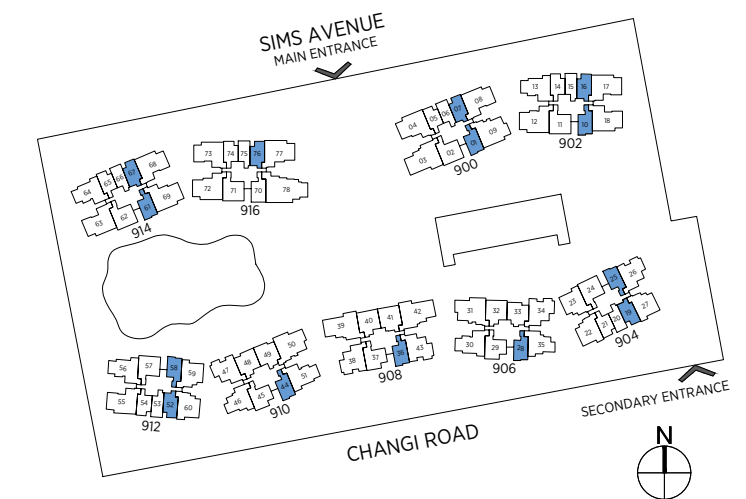 SIMS AVENUE
MAIN ENTRANCE
13 14 15 16 17
12 11 10 18
902
04 05 06 07 08
03 02 01 09
900
73 74 75 76 77
72 71 70 78
916
64 65 66 67 68
63 62 61 69
914
23 24 25 26
22 21 20 19 27
904
31 32 33 34
30 29 28 35
906
39 40 41 42
38 37 36 43
908
47 48 49 50
46 45 44 51
910
56 57 58 59
55 54 53 52 60
912
SECONDARY ENTRANCE
CHANGI ROAD
N